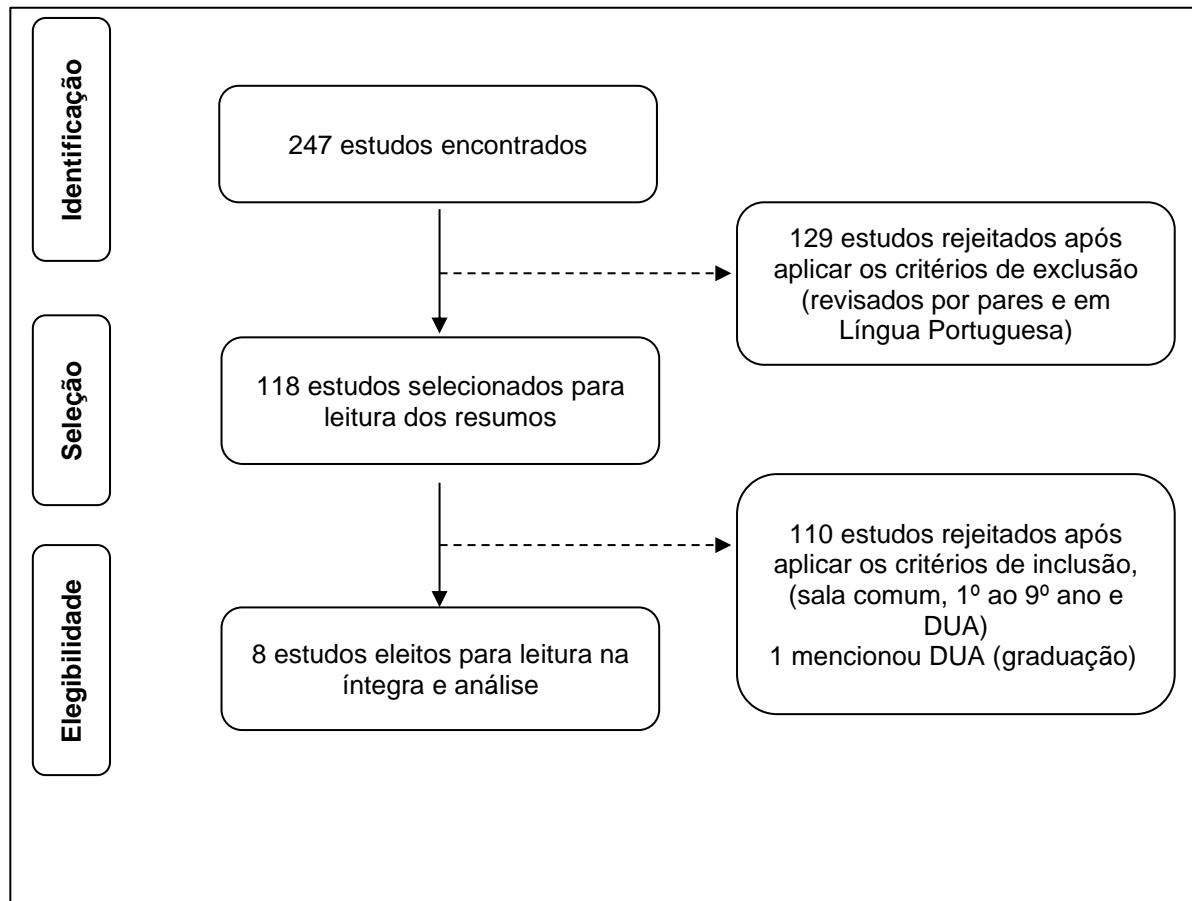 Identificação
247 estudos encontrados
129 estudos rejeitados após
aplicar os critérios de exclusão
(revisados por pares e em
Língua Portuguesa)
Seleção
118 estudos selecionados para
leitura dos resumos
110 estudos rejeitados após
aplicar os critérios de inclusão,
(sala comum, 1º ao 9º ano e
DUA)
1 mencionou DUA (graduação)
Elegibilidade
8 estudos eleitos para leitura na
íntegra e análise